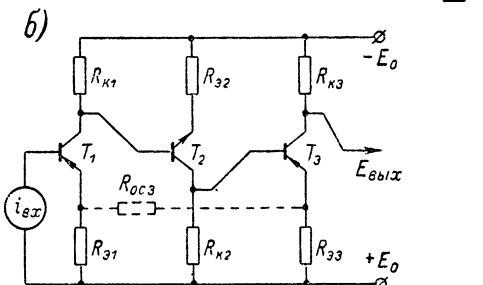 б)
Rк1
Rэ2
Rк3
− E₀
T₁
T₂
T₃
Eвых
Rос3
iвх
Rэ1
Rк2
Rэ3
+ E₀